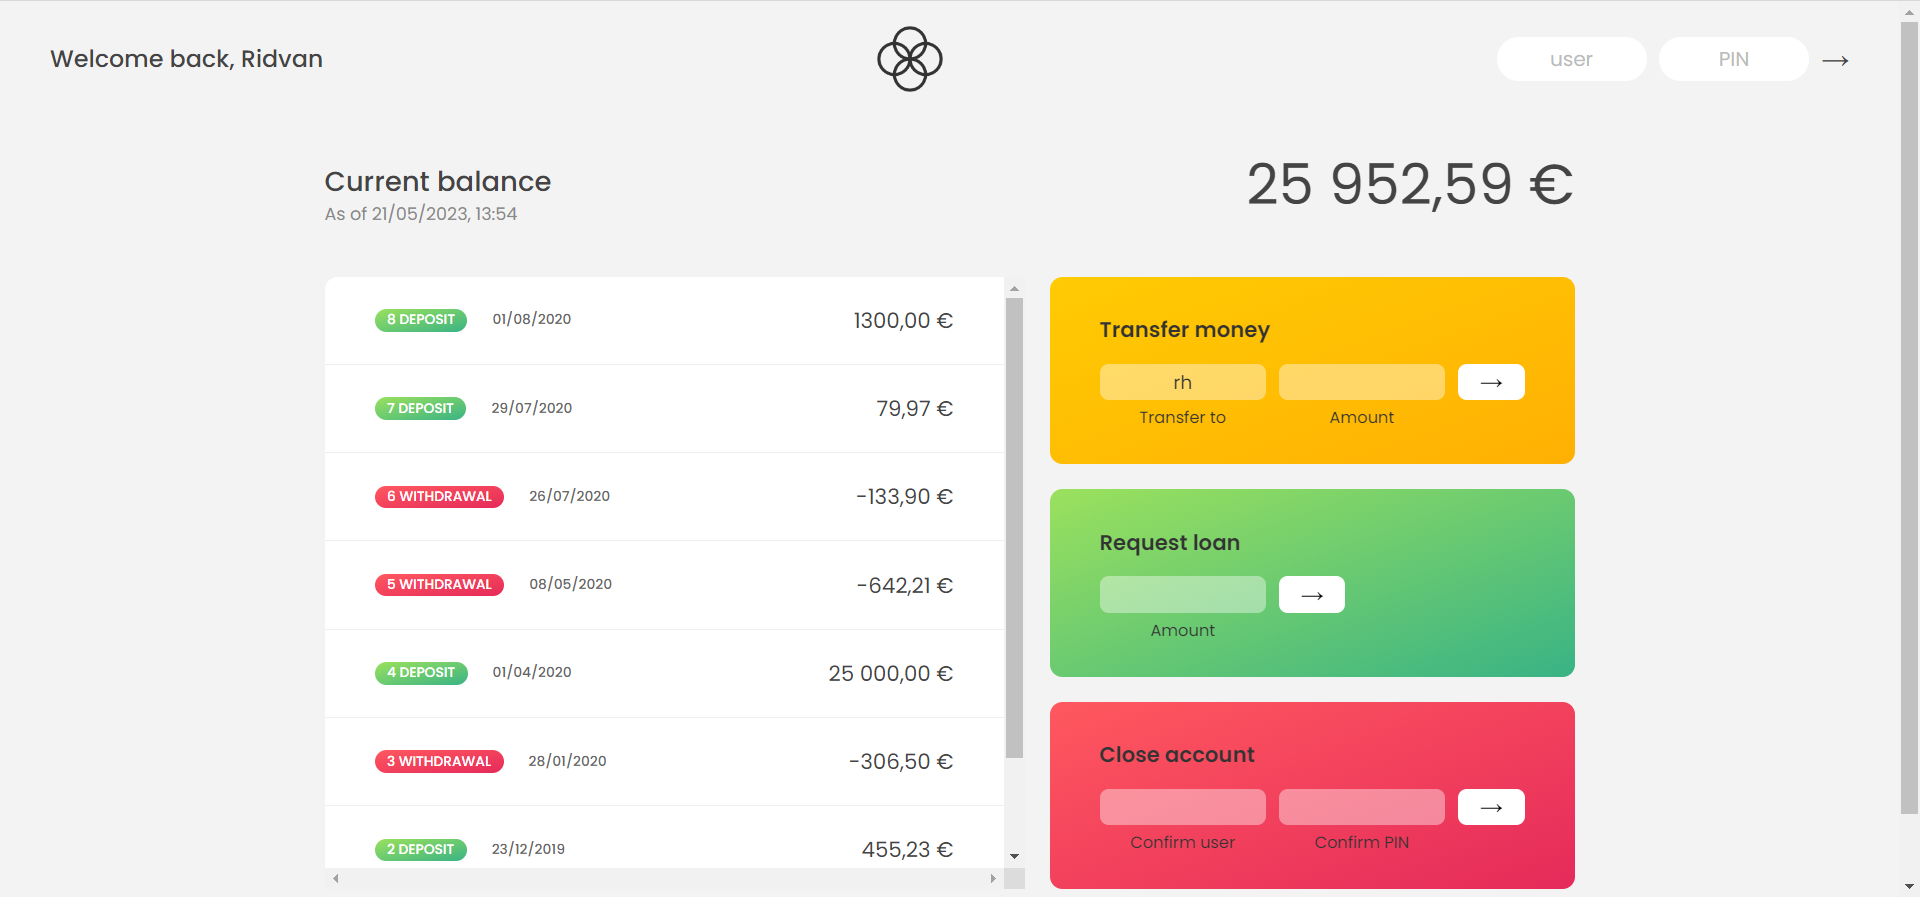 Welcome back, Ridvan
user
PIN
→
Current balance
As of 21/05/2023, 13:54
25 952,59 €
8 DEPOSIT 01/08/2020 1300,00 €
7 DEPOSIT 29/07/2020 79,97 €
6 WITHDRAWAL 26/07/2020 -133,90 €
5 WITHDRAWAL 08/05/2020 -642,21 €
4 DEPOSIT 01/04/2020 25 000,00 €
3 WITHDRAWAL 28/01/2020 -306,50 €
2 DEPOSIT 23/12/2019 455,23 €
Transfer money
rh →
Transfer to Amount
Request loan
→
Amount
Close account
→
Confirm user Confirm PIN